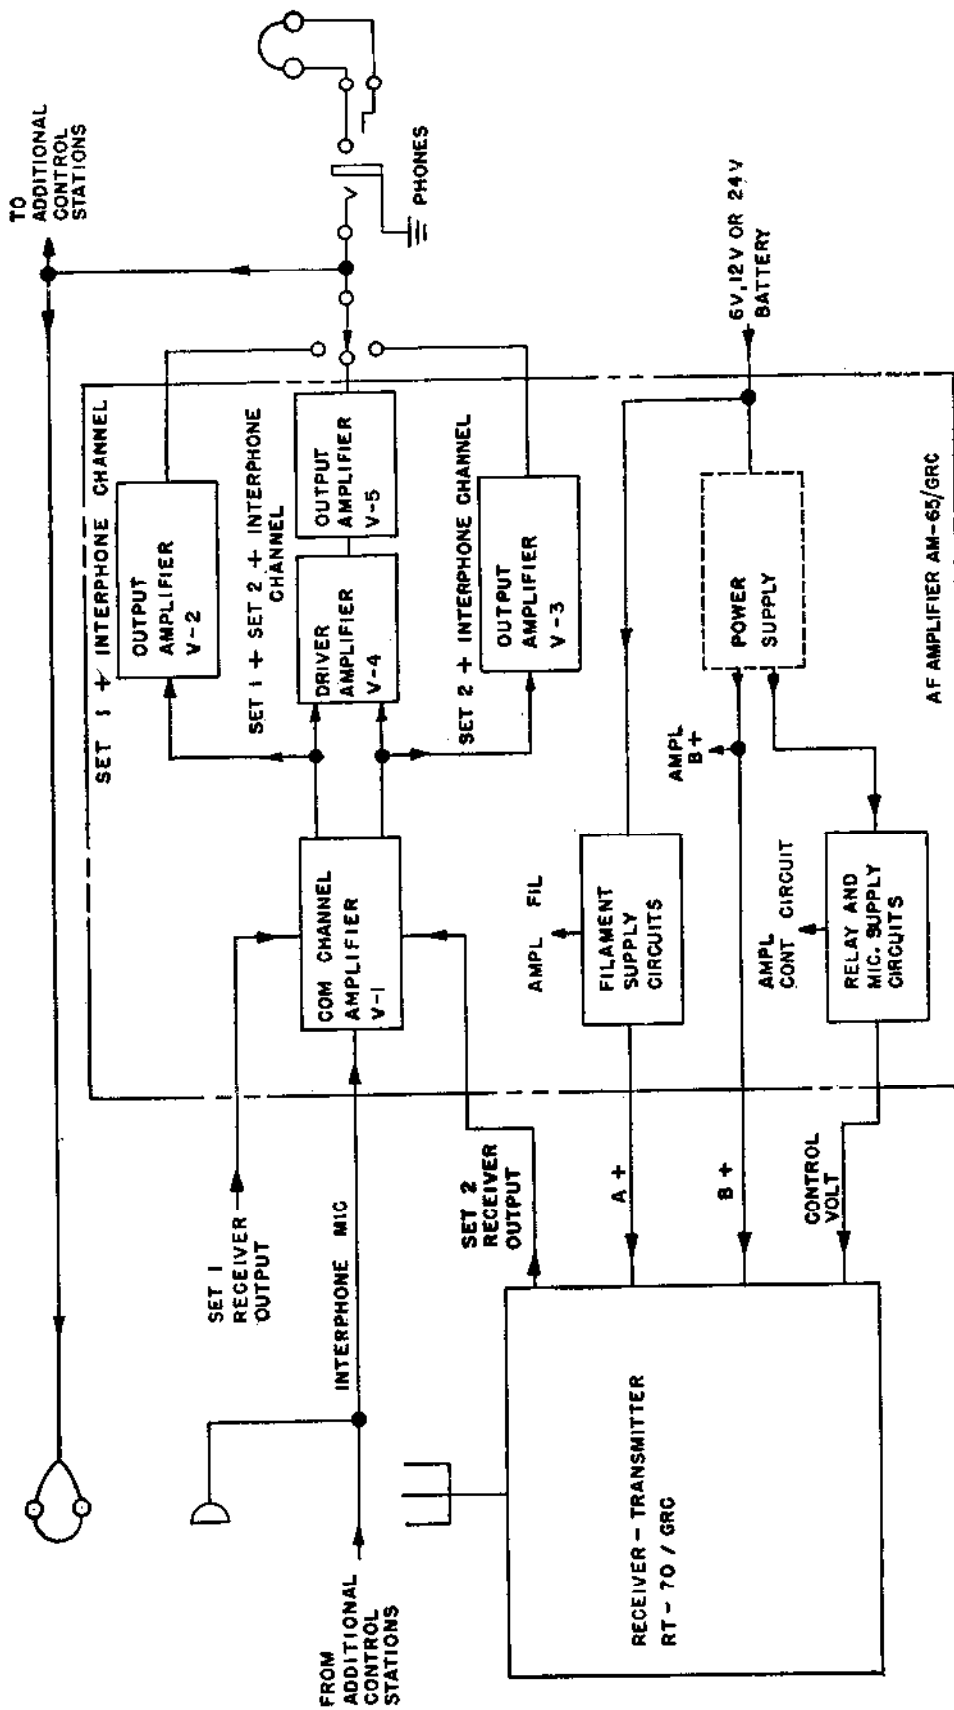 TO
ADDITIONAL
CONTROL
STATIONS
PHONES
6V, 12V OR 24V
BATTERY
SET 1 + INTERPHONE CHANNEL
OUTPUT
AMPLIFIER
V-2
SET 1 + SET 2 + INTERPHONE
CHANNEL
DRIVER
AMPLIFIER
V-4
OUTPUT
AMPLIFIER
V-5
SET 2 + INTERPHONE CHANNEL
OUTPUT
AMPLIFIER
V-3
COM CHANNEL
AMPLIFIER
V-1
AMPL FIL
FILAMENT
SUPPLY
CIRCUITS
AMPL
B+
POWER
SUPPLY
AMPL CIRCUIT
CONT
RELAY AND
MIC. SUPPLY
CIRCUITS
AF AMPLIFIER AM-65/GRC
SET 1
RECEIVER
OUTPUT
INTERPHONE MIC
SET 2
RECEIVER
OUTPUT
A+
B+
CONTROL
VOLT
FROM
ADDITIONAL
CONTROL
STATIONS
RECEIVER-TRANSMITTER
RT-70/GRC